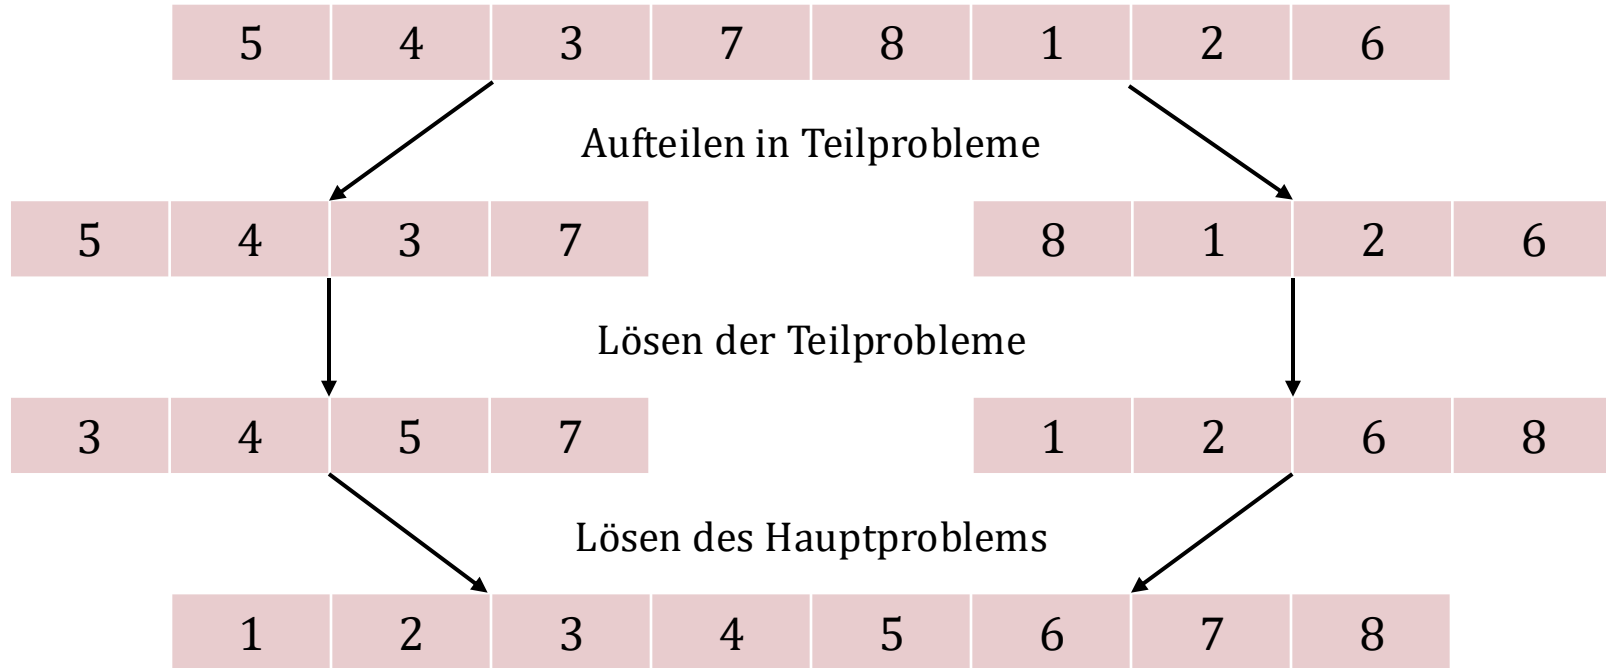 5 4 3 7 8 1 2 6
Aufteilen in Teilprobleme
5 4 3 7 8 1 2 6
Lösen der Teilprobleme
3 4 5 7 1 2 6 8
Lösen des Hauptproblems
1 2 3 4 5 6 7 8